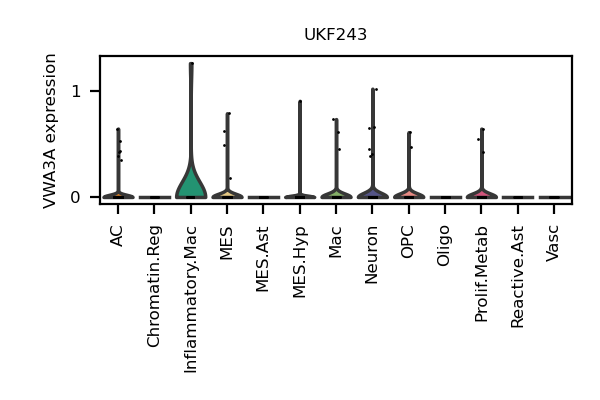 UKF243
VWA3A expression
1
0
AC
Chromatin.Reg
Inflammatory.Mac
MES
MES.Ast
MES.Hyp
Mac
Neuron
OPC
Oligo
Prolif.Metab
Reactive.Ast
Vasc